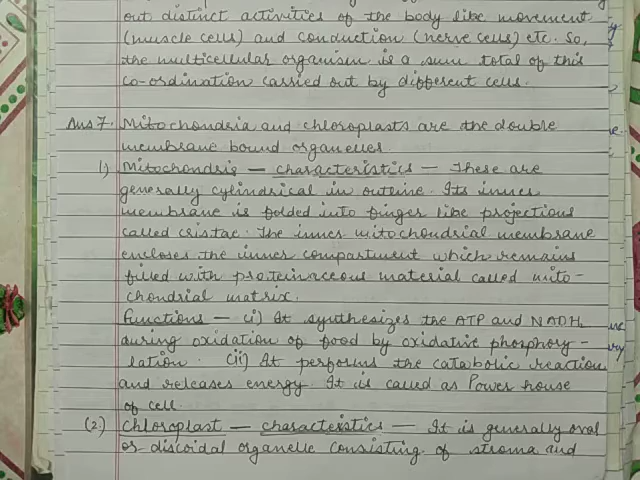 out distinct activities of the body like movement
(muscle cells) and conduction (nerve cells) etc. So,
the multicellular organism is a sum total of this
co-ordination carried out by different cells.
Ans 7. Mitochondria and chloroplasts are the double
membrane bound organelles.
1) Mitochondria — characteristics — These are
generally cylindrical in outline. Its inner
membrane is folded into finger like projections
called cristae. The inner mitochondrial membrane
encloses the inner compartment which remains
filled with proteinaceous material called mito-
chondrial matrix.
Functions — (i) It synthesizes the ATP and NADH2
during oxidation of food by oxidative phosphory-
lation. (ii) It performs the catabolic reaction
and releases energy. It is called as Power house
of cell.
(2.) Chloroplast — characteristics — It is generally oval
or discoidal organelle consisting of stroma and